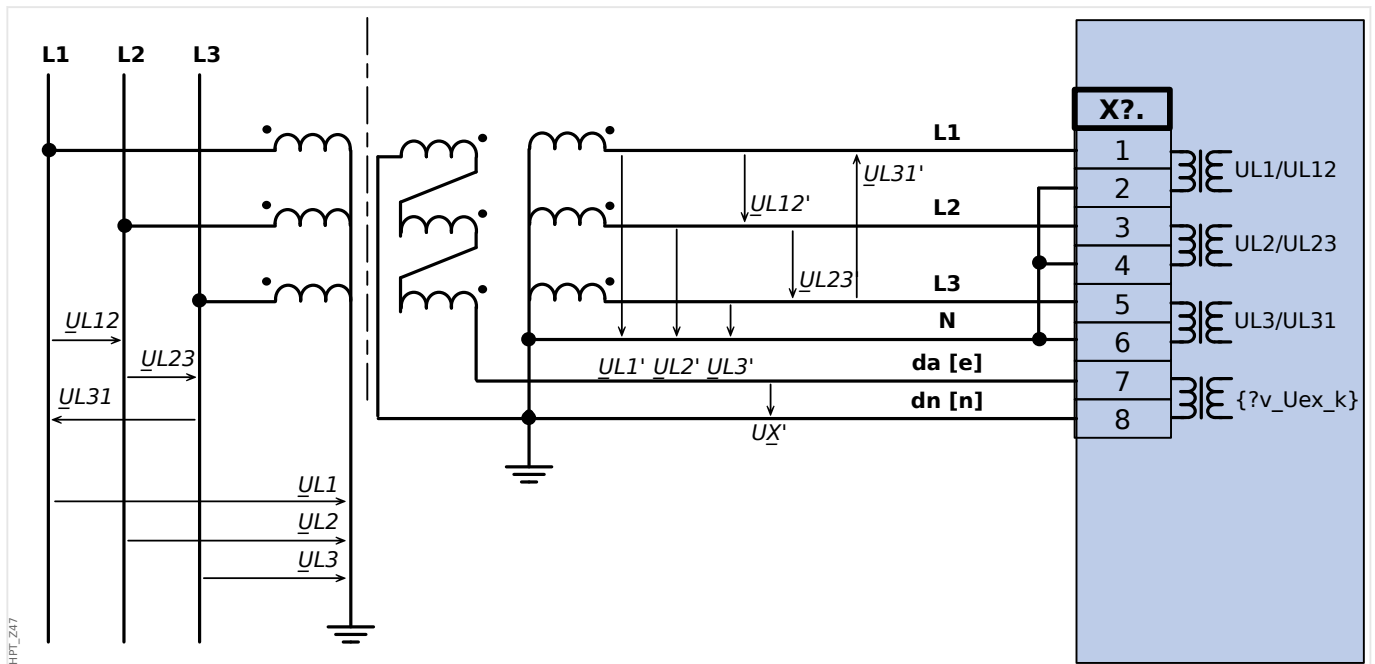 L1 L2 L3
X?.
L1
1
UL1/UL12
UL31'
2
UL12'
L2
3
UL2/UL23
4
UL23'
L3
5
UL3/UL31
N
6
UL12
UL23
UL31
UL1' UL2' UL3'
da [e]
7
{?v_Uex_k}
dn [n]
8
UX'
UL1
UL2
UL3
HPT_Z47